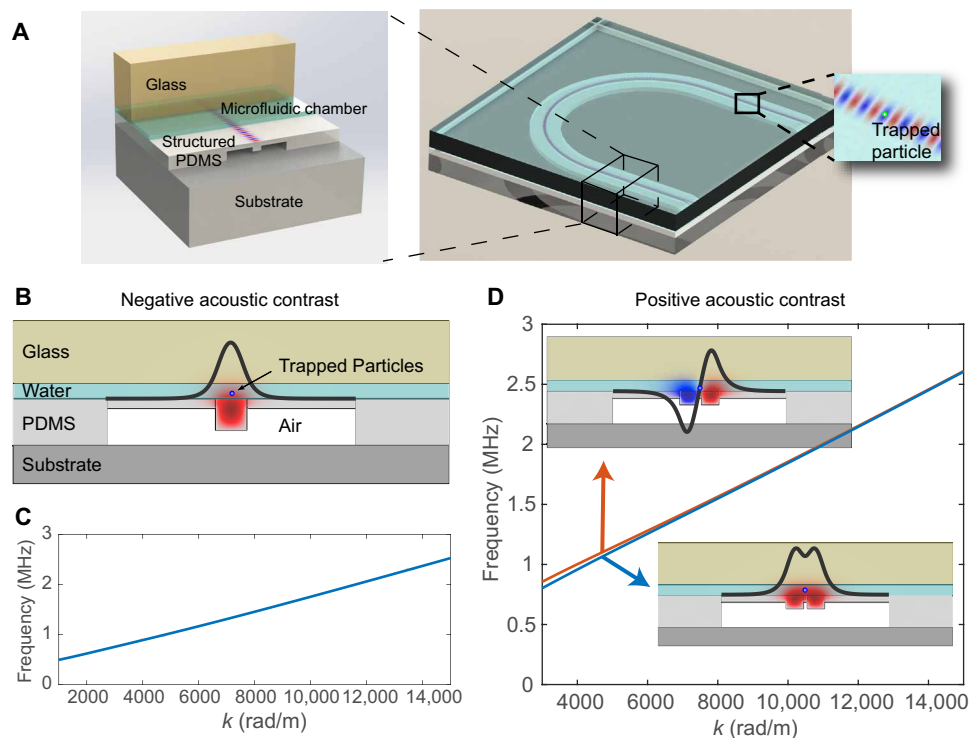 A
Glass
Microfluidic chamber
Structured
PDMS
Substrate
Trapped
particle
B
Negative acoustic contrast
Glass
Trapped Particles
Water
PDMS
Air
Substrate
C
3
2
1
0
Frequency (MHz)
2000 4000 6000 8000 10,000 12,000 15,000
k (rad/m)
D
Positive acoustic contrast
3
2.5
2
1.5
1
0.5
0
Frequency (MHz)
4000 6000 8000 10,000 12,000 15,000
k (rad/m)